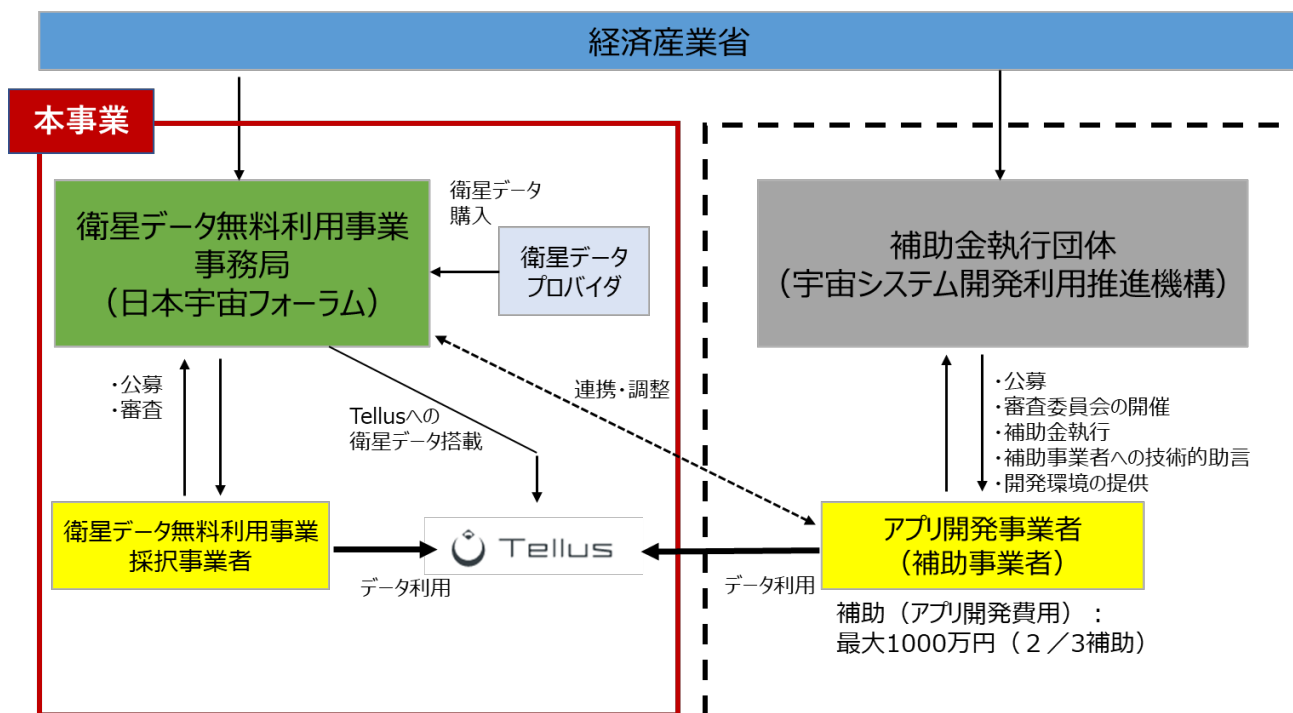 経済産業省
本事業
衛星データ無料利用事業
事務局
（日本宇宙フォーラム）
衛星データ
購入
衛星データ
プロバイダ
補助金執行団体
（宇宙システム開発利用推進機構）
・公募
・審査
Tellusへの
衛星データ搭載
連携・調整
・公募
・審査委員会の開催
・補助金執行
・補助事業者への技術的助言
・開発環境の提供
衛星データ無料利用事業
採択事業者
データ利用
Tellus
データ利用
アプリ開発事業者
（補助事業者）
補助（アプリ開発費用）：
最大1000万円（２／3補助）